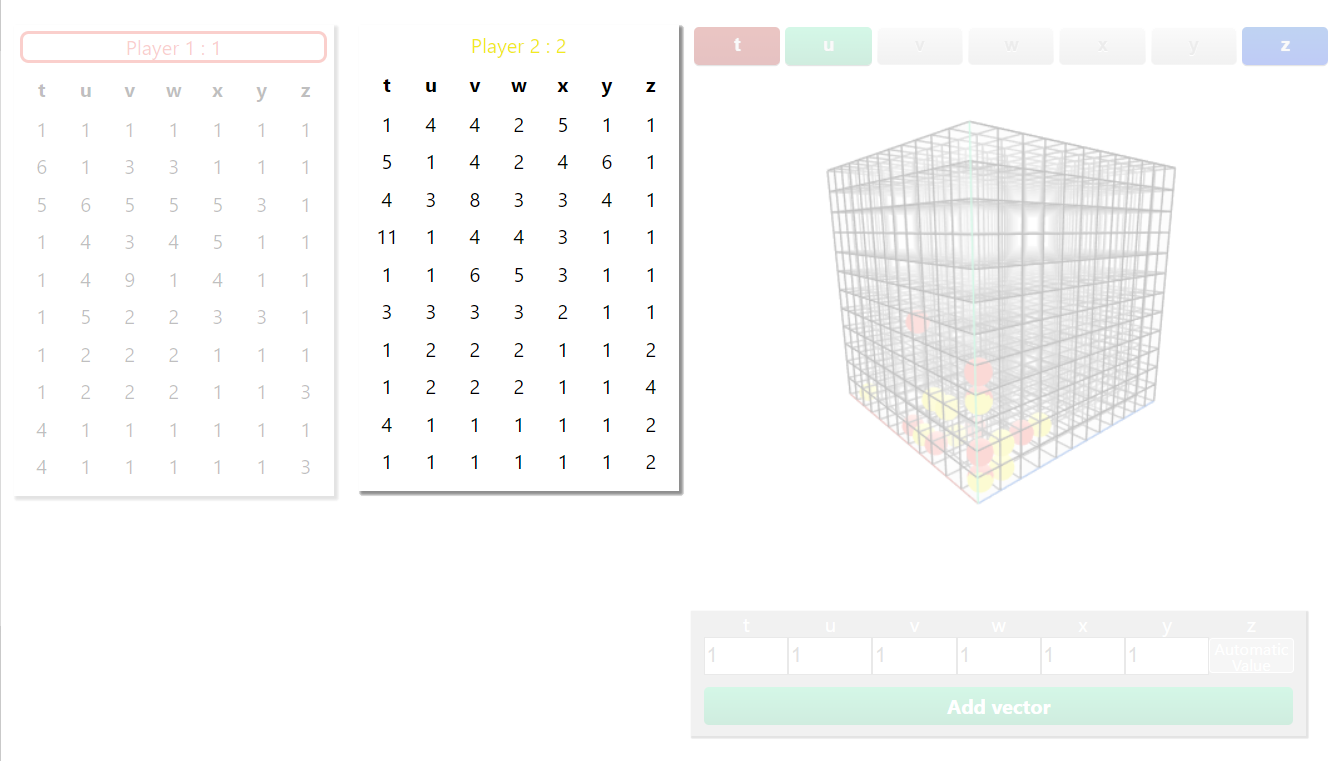 Player 1 : 1
t u v w x y z
1 1 1 1 1 1 1
6 1 3 3 1 1 1
5 6 5 5 5 3 1
1 4 3 4 5 1 1
1 4 9 1 4 1 1
1 5 2 2 3 3 1
1 2 2 2 1 1 1
1 2 2 2 1 1 3
4 1 1 1 1 1 1
4 1 1 1 1 1 3
Player 2 : 2
t u v w x y z
1 4 4 2 5 1 1
5 1 4 2 4 6 1
4 3 8 3 3 4 1
11 1 4 4 3 1 1
1 1 6 5 3 1 1
3 3 3 3 2 1 1
1 2 2 2 1 1 2
1 2 2 2 1 1 4
4 1 1 1 1 1 2
1 1 1 1 1 1 2
t u v w x y z
t u v w x y z
1 1 1 1 1 1 Automatic
Value
Add vector